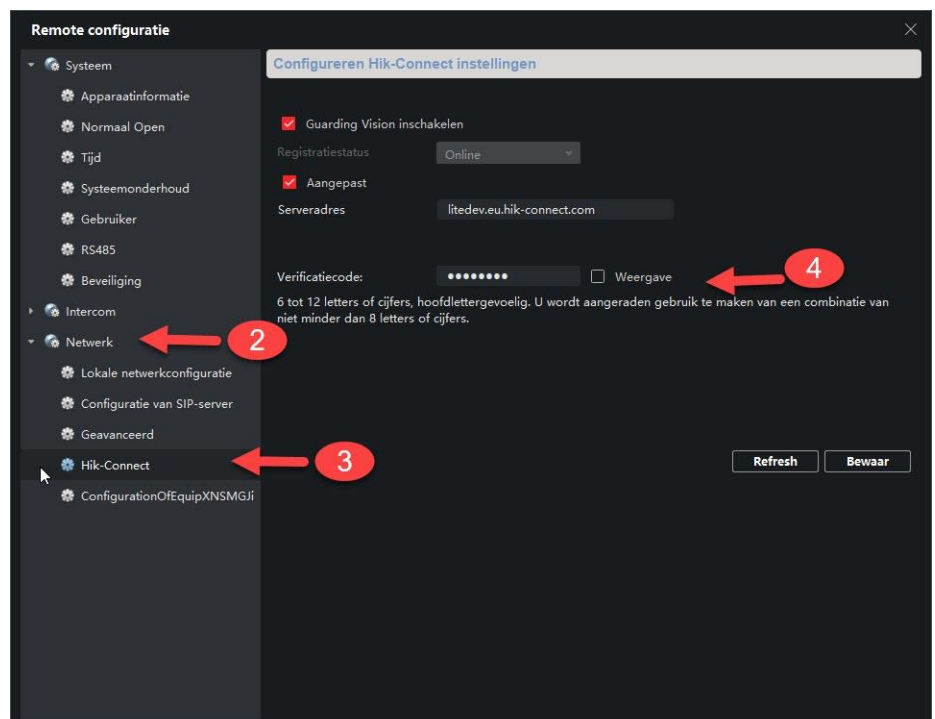 Remote configuratie
Systeem
Apparaatinformatie
Normaal Open
Tijd
Systeemonderhoud
Gebruiker
RS485
Beveiliging
Intercom
Netwerk
2
Lokale netwerkconfiguratie
Configuratie van SIP-server
Geavanceerd
Hik-Connect
3
ConfigurationOfEquipXNSMGJi
Configureren Hik-Connect instellingen
Guarding Vision inschakelen
Registratiestatus Online
Aangepast
Serveradres litedev.eu.hik-connect.com
Verificatiecode: •••••••• Weergave
4
6 tot 12 letters of cijfers, hoofdlettergevoelig. U wordt aangeraden gebruik te maken van een combinatie van
niet minder dan 8 letters of cijfers.
Refresh Bewaar